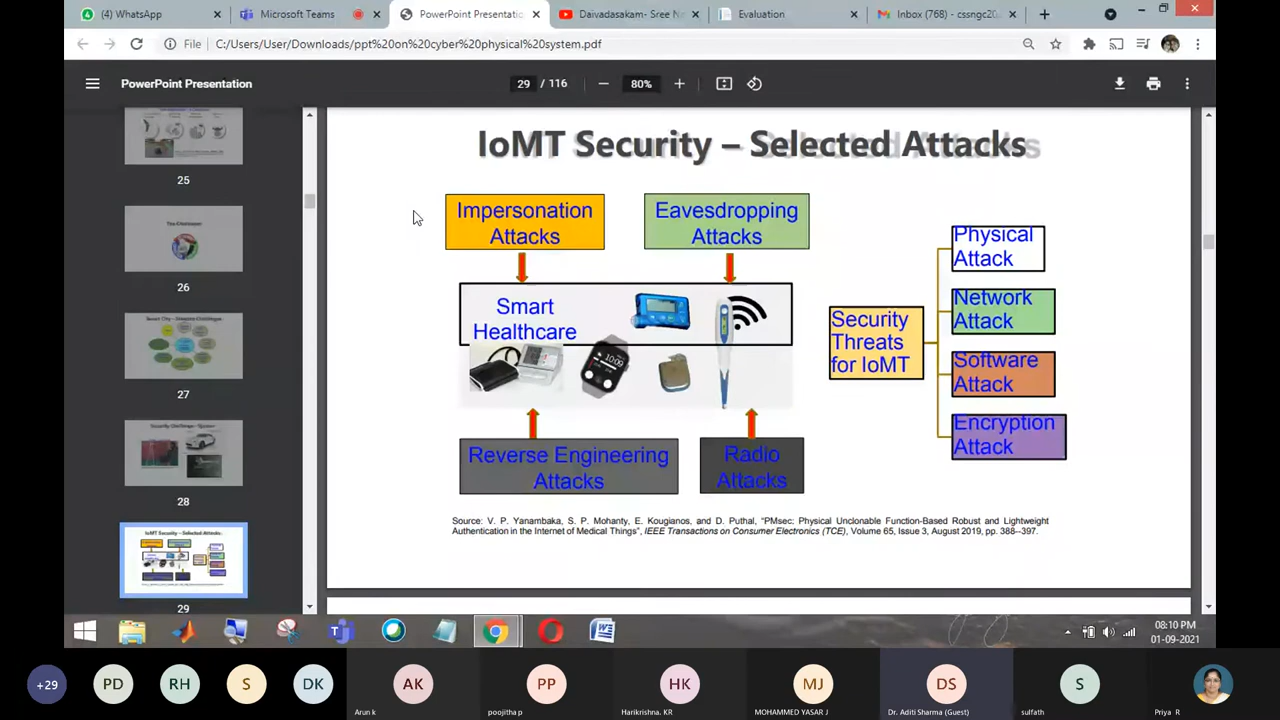 (4) WhatsApp
Microsoft Teams
PowerPoint Presentatio
Daivadasakam- Sree Na
Evaluation
Inbox (768) - cssngc20
File
C:/Users/User/Downloads/ppt%20on%20cyber%20physical%20system.pdf
PowerPoint Presentation
29 / 116
80%
25
26
27
28
29
IoMT Security – Selected Attacks
Impersonation
Attacks
Eavesdropping
Attacks
Smart
Healthcare
Reverse Engineering
Attacks
Radio
Attacks
Security
Threats
for IoMT
Physical
Attack
Network
Attack
Software
Attack
Encryption
Attack
Source: V. P. Yanambaka, S. P. Mohanty, E. Kougianos, and D. Puthal, “PMsec: Physical Unclonable Function-Based Robust and Lightweight
Authentication in the Internet of Medical Things”, IEEE Transactions on Consumer Electronics (TCE), Volume 65, Issue 3, August 2019, pp. 388--397.
08:10 PM
01-09-2021
+29
PD
RH
S
DK
AK
Arun k
PP
poojitha p
HK
Harikrishna. KR
MJ
MOHAMMED YASAR J
DS
Dr. Aditi Sharma (Guest)
S
sulfath
Priya R